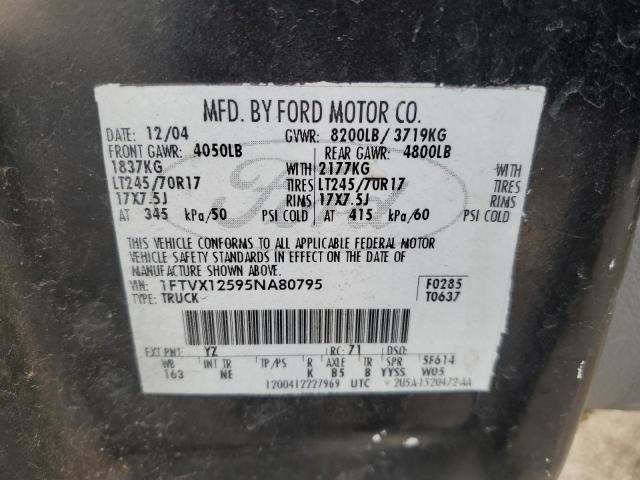 MFD. BY FORD MOTOR CO.
DATE: 12/04 GVWR: 8200LB/ 3719KG
FRONT GAWR: 4050LB REAR GAWR: 4800LB
1837KG WITH 2177KG WITH
LT245/70R17 TIRES LT245/70R17 TIRES
17X7.5J RIMS 17X7.5J RIMS
AT 345 kPa/50 PSI COLD AT 415 kPa/60 PSI COLD
Ford
THIS VEHICLE CONFORMS TO ALL APPLICABLE FEDERAL MOTOR
VEHICLE SAFETY STANDARDS IN EFFECT ON THE DATE OF
MANUFACTURE SHOWN ABOVE.
VIN: 1FTVX12595NA80795 F0285
TYPE: TRUCK T0637
EXT PNT: YZ RC: 71 DSO:
WB INT TR TP/PS R AXLE TR SPR 5F614
163 NE K B5 B YYSS W05
1200412227969 UTC